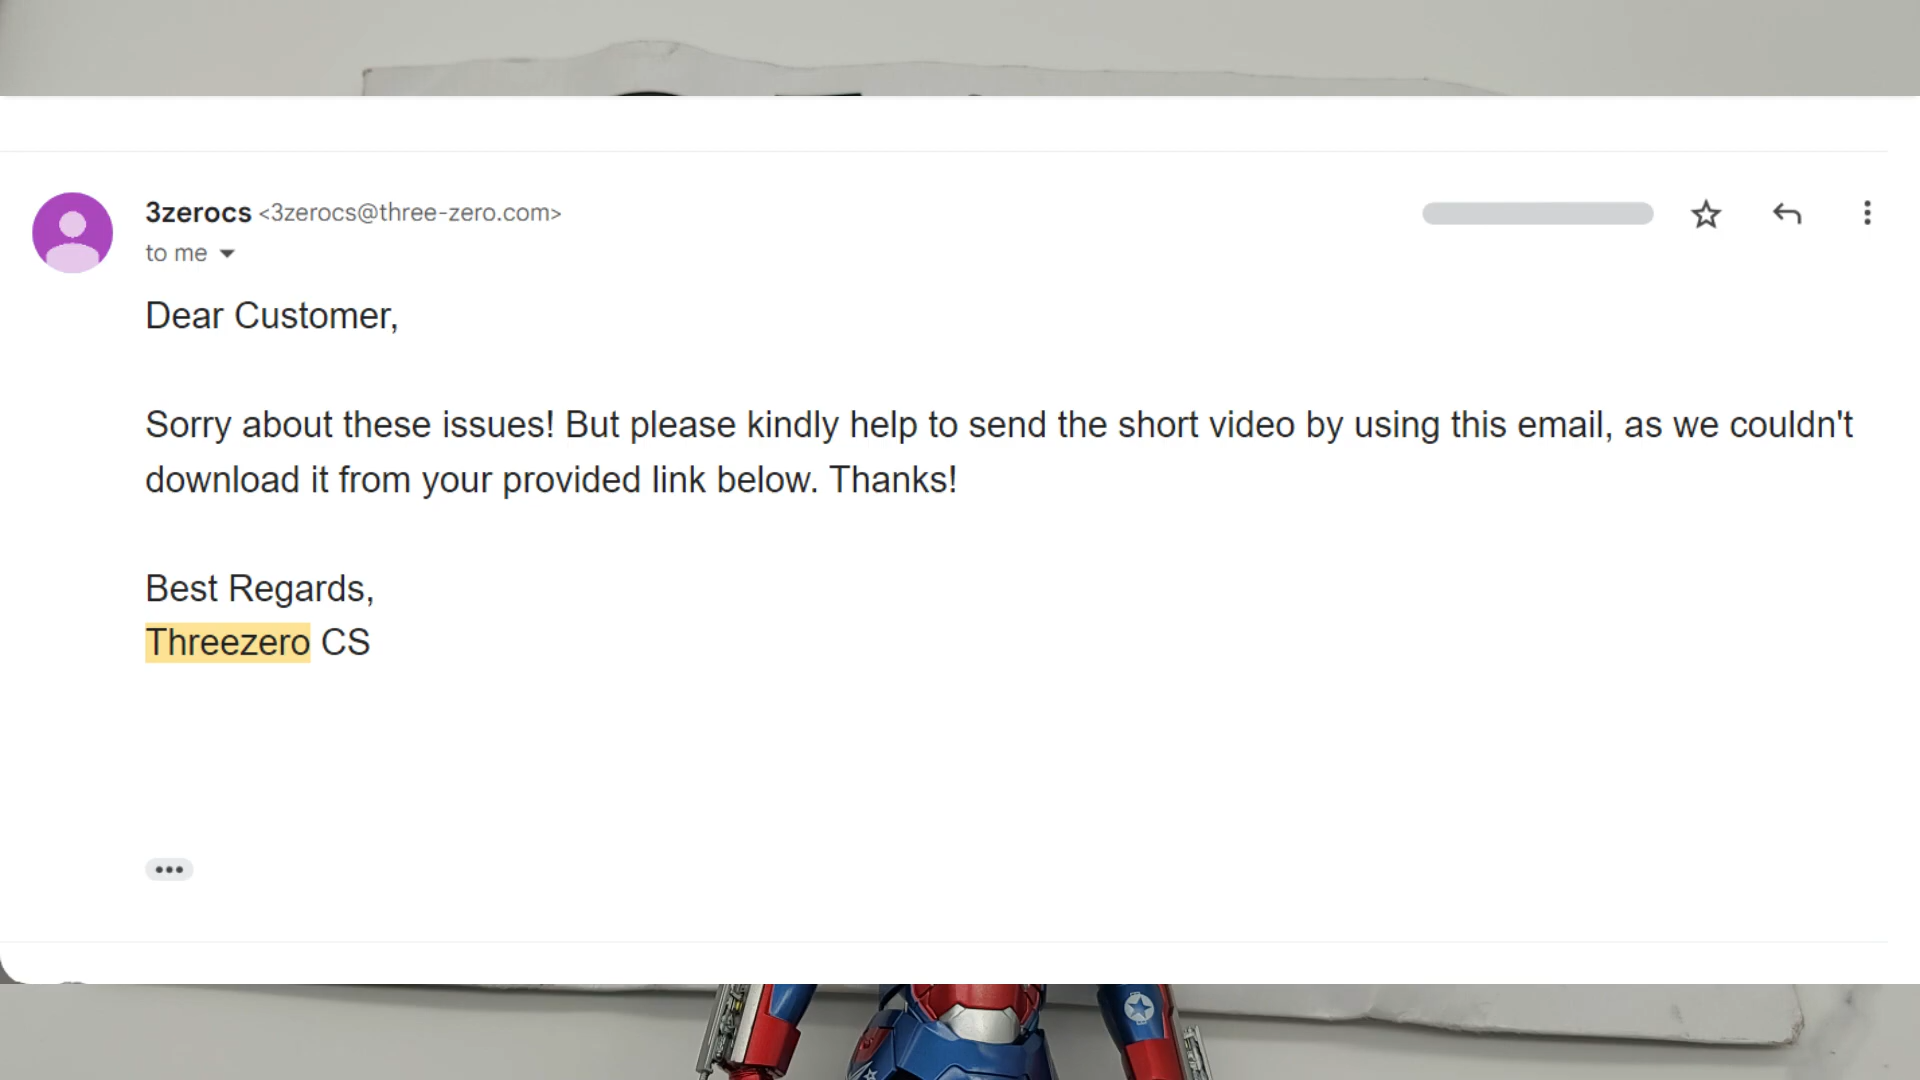 3zerocs <3zerocs@three-zero.com>
to me
Dear Customer,
Sorry about these issues! But please kindly help to send the short video by using this email, as we couldn't
download it from your provided link below. Thanks!
Best Regards,
Threezero CS